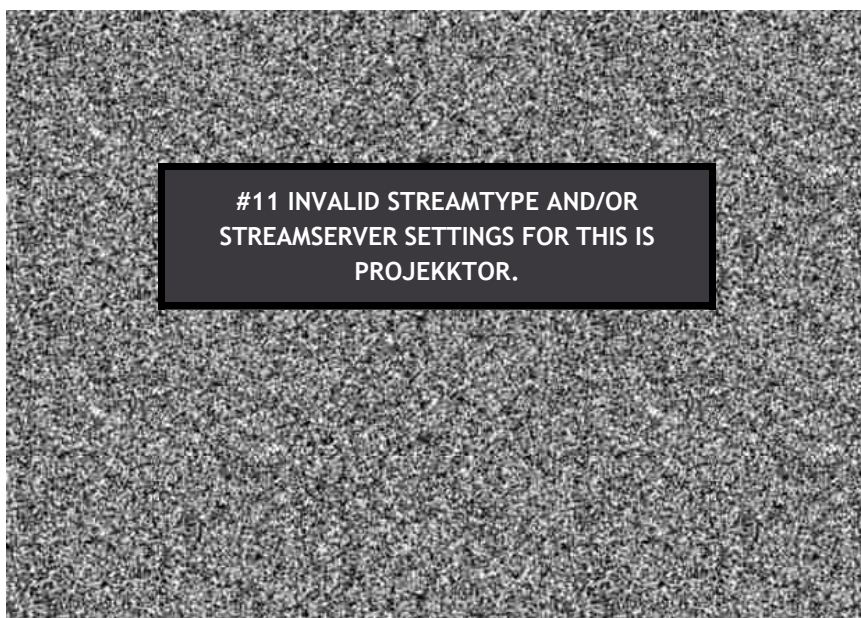 #11 INVALID STREAMTYPE AND/OR
STREAMSERVER SETTINGS FOR THIS IS
PROJEKKTOR.